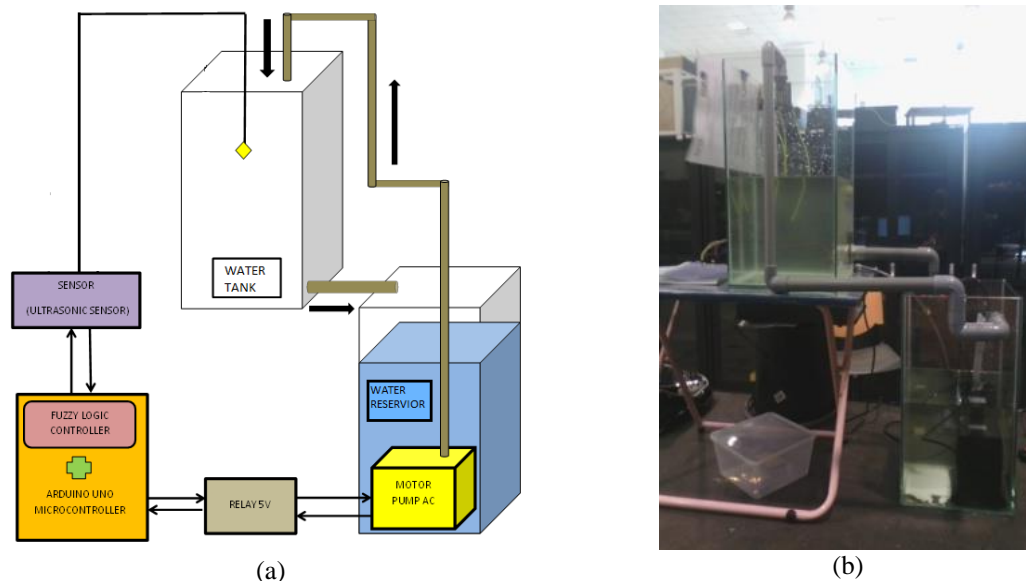 WATER
TANK
SENSOR
(ULTRASONIC SENSOR)
WATER
RESERVIOR
FUZZY LOGIC
CONTROLLER
ARDUINO UNO
MICROCONTROLLER
RELAY 5V
MOTOR
PUMP AC
(a)
(b)